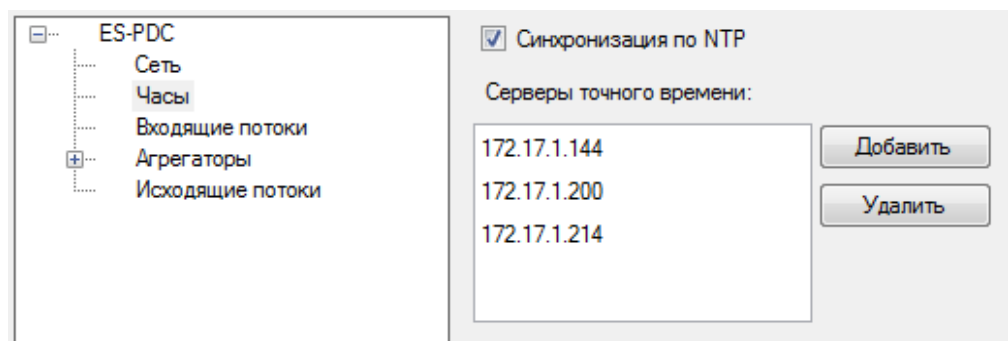 ES-PDC
Сеть
Часы
Входящие потоки
Агрегаторы
Исходящие потоки
Синхронизация по NTP
Серверы точного времени:
172.17.1.144
172.17.1.200
172.17.1.214
Добавить
Удалить